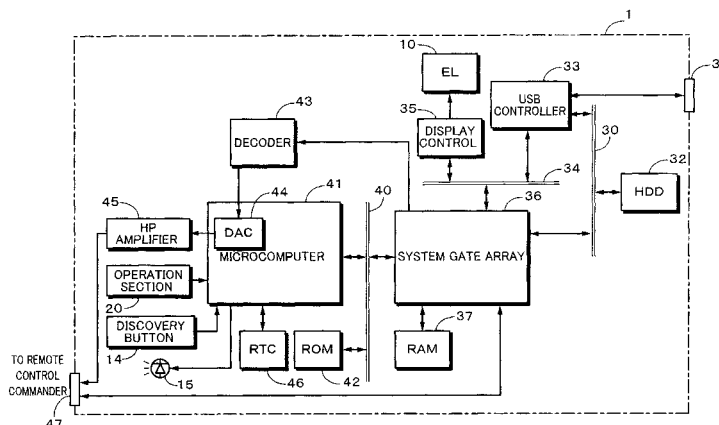 1
10
EL
33
3
USB
CONTROLLER
35
DISPLAY
CONTROL
43
DECODER
30
32
HDD
34
45
HP
AMPLIFIER
44
DAC
41
MICROCOMPUTER
40
36
SYSTEM GATE ARRAY
OPERATION
SECTION
20
DISCOVERY
BUTTON
14
15
RTC
46
ROM
42
RAM
37
TO REMOTE
CONTROL
COMMANDER
47